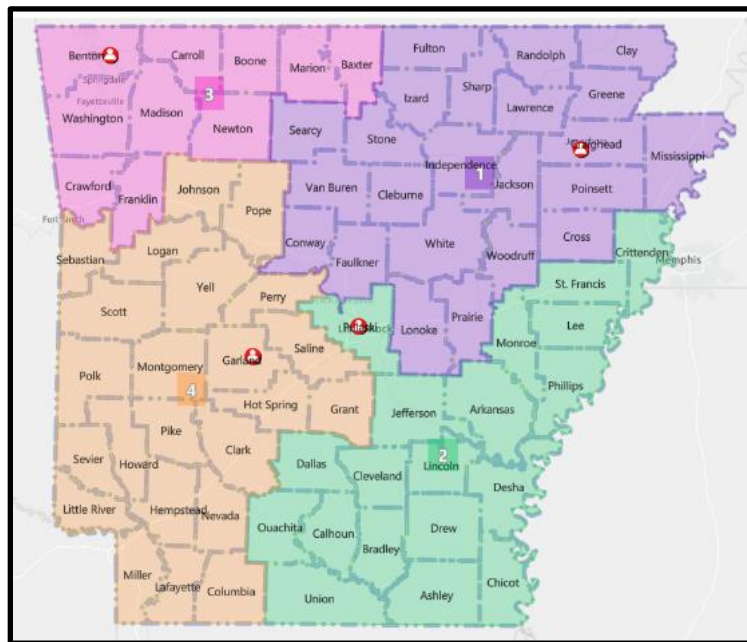 Fulton
Randolph
Clay
Carroll
Boone
Marion
Baxter
Benton
Springdale
Fayetteville
3
Izard
Sharp
Greene
Lawrence
Washington
Madison
Newton
Searcy
Stone
Independence
1
Jackson
Mississippi
Poinsett
Crawford
Franklin
Johnson
Pope
Van Buren
Cleburne
Fort Smith
Logan
Conway
Faulkner
White
Woodruff
Cross
Crittenden
Memphis
Sebastian
Scott
Yell
Perry
St. Francis
Lonoke
Prairie
Monroe
Lee
Garland
Saline
Polk
Montgomery
4
Phillips
Hot Spring
Grant
Jefferson
Arkansas
Pike
Clark
Dallas
Cleveland
2
Lincoln
Sevier
Howard
Desha
Little River
Hempstead
Nevada
Ouachita
Calhoun
Drew
Bradley
Miller
Lafayette
Columbia
Union
Ashley
Chicot